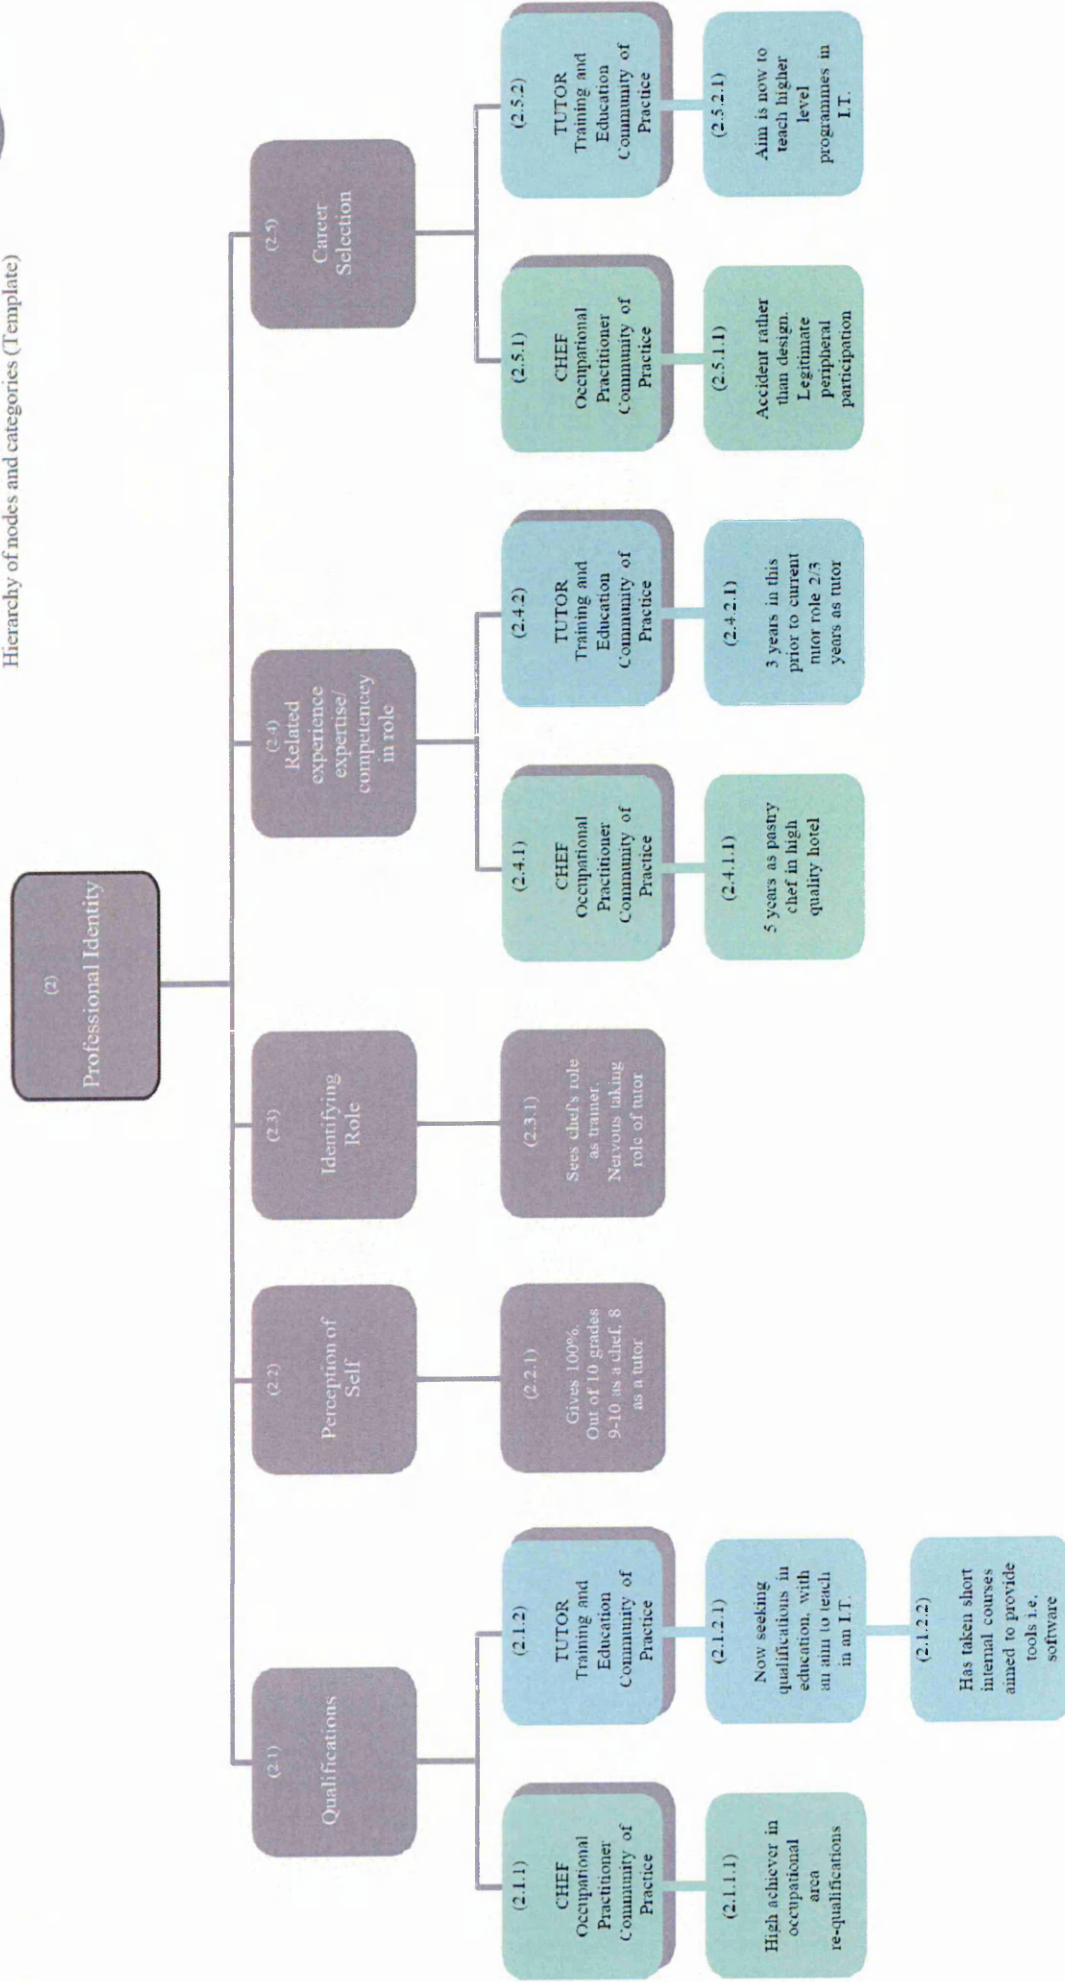 Hierarchy of nodes and categories (Template)
(2)
Professional Identity
(2.1)
Qualifications
(2.2)
Perception of
Self
(2.3)
Identifying
Role
(2.4)
Related
experience
expertise/
competencey
in role
(2.5)
Career
Selection
(2.1.1)
CHEF
Occupational
Practitioner
Community of
Practice
(2.1.2)
TUTOR
Training and
Education
Community of
Practice
(2.2.1)
Gives 100%.
Out of 10 grades
9-10 as a chef, 8
as a tutor
(2.3.1)
Sees chef's role
as trainer.
Nervous taking
role of tutor
(2.4.1)
CHEF
Occupational
Practitioner
Community of
Practice
(2.4.2)
TUTOR
Training and
Education
Community of
Practice
(2.5.1)
CHEF
Occupational
Practitioner
Community of
Practice
(2.5.2)
TUTOR
Training and
Education
Community of
Practice
(2.1.1.1)
High achiever in
occupational
area
re-qualifications
(2.1.2.1)
Now seeking
qualifications in
education, with
an aim to teach
in an I.T.
(2.4.1.1)
5 years as pastry
chef in high
quality hotel
(2.4.2.1)
3 years in this
prior to current
tutor role 2/3
years as tutor
(2.5.1.1)
Accident rather
than design.
Legitimate
peripheral
participation
(2.5.2.1)
Aim is now to
teach higher
level
programmes in
I.T.
(2.1.2.2)
Has taken short
internal courses
aimed to provide
tools i.e.
software